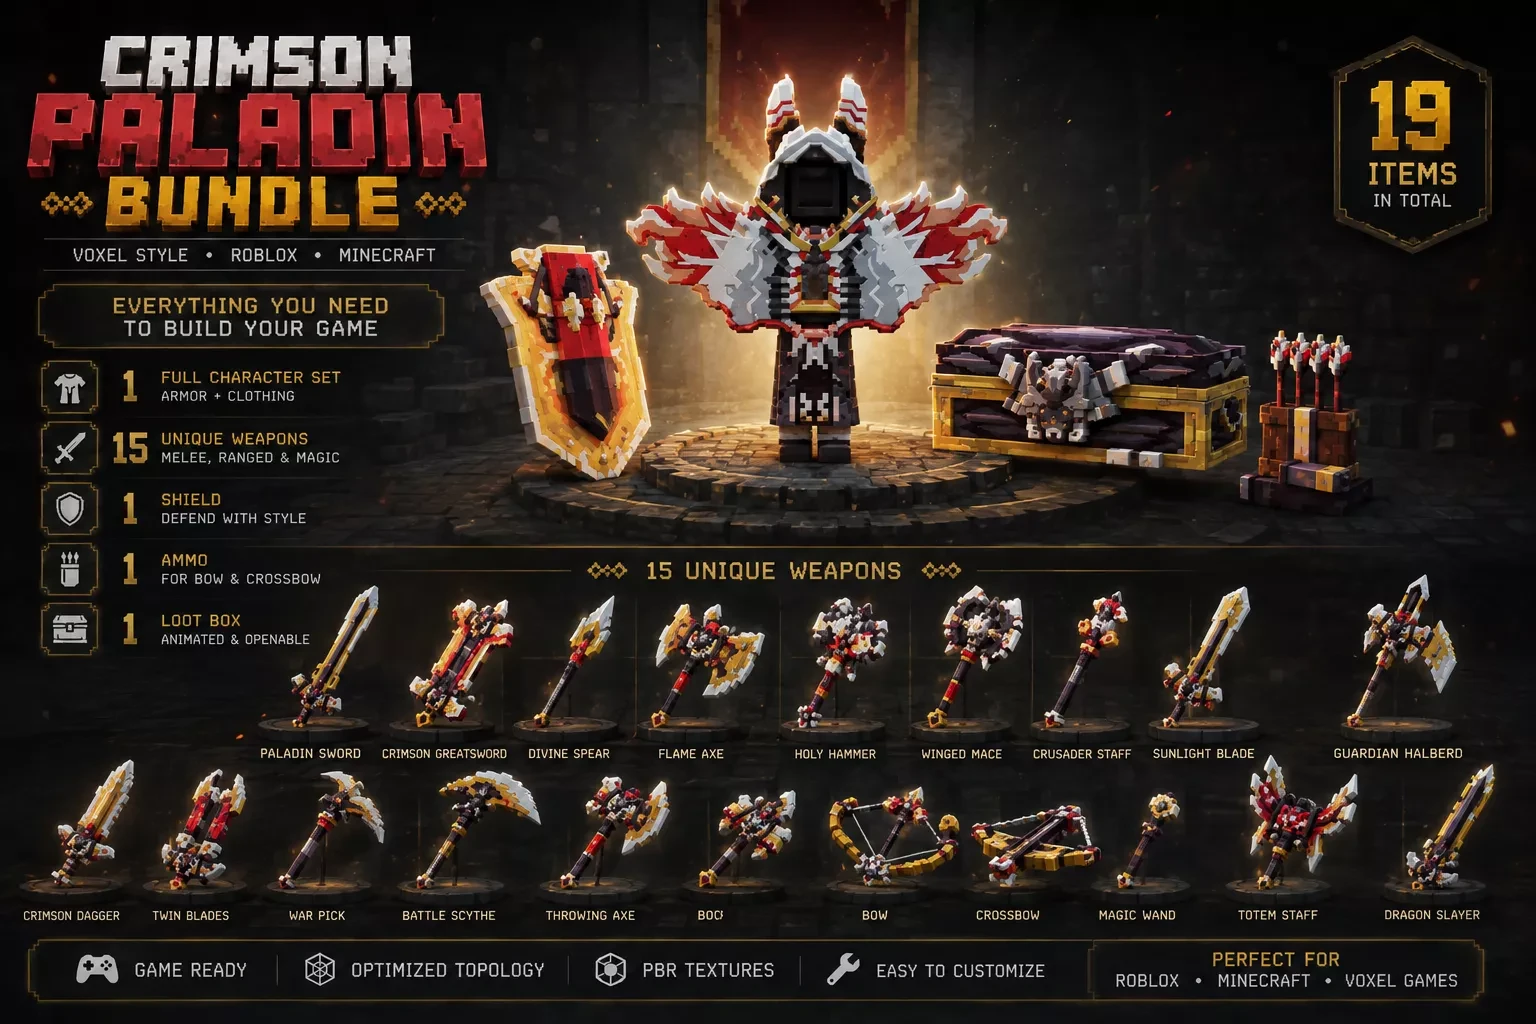 CRIMSON
PALADIN
BUNDLE
VOXEL STYLE • ROBLOX • MINECRAFT
EVERYTHING YOU NEED
TO BUILD YOUR GAME
1 FULL CHARACTER SET
ARMOR + CLOTHING
15 UNIQUE WEAPONS
MELEE, RANGED & MAGIC
1 SHIELD
DEFEND WITH STYLE
1 AMMO
FOR BOW & CROSSBOW
1 LOOT BOX
ANIMATED & OPENABLE
19
ITEMS
IN TOTAL
15 UNIQUE WEAPONS
PALADIN SWORD
CRIMSON GREATSWORD
DIVINE SPEAR
FLAME AXE
HOLY HAMMER
WINGED MACE
CRUSADER STAFF
SUNLIGHT BLADE
GUARDIAN HALBERD
CRIMSON DAGGER
TWIN BLADES
WAR PICK
BATTLE SCYTHE
THROWING AXE
BOW
CROSSBOW
MAGIC WAND
TOTEM STAFF
DRAGON SLAYER
GAME READY
OPTIMIZED TOPOLOGY
PBR TEXTURES
EASY TO CUSTOMIZE
PERFECT FOR
ROBLOX • MINECRAFT • VOXEL GAMES